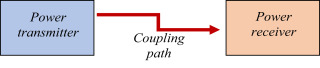 Power
transmitter
Coupling
path
Power
receiver